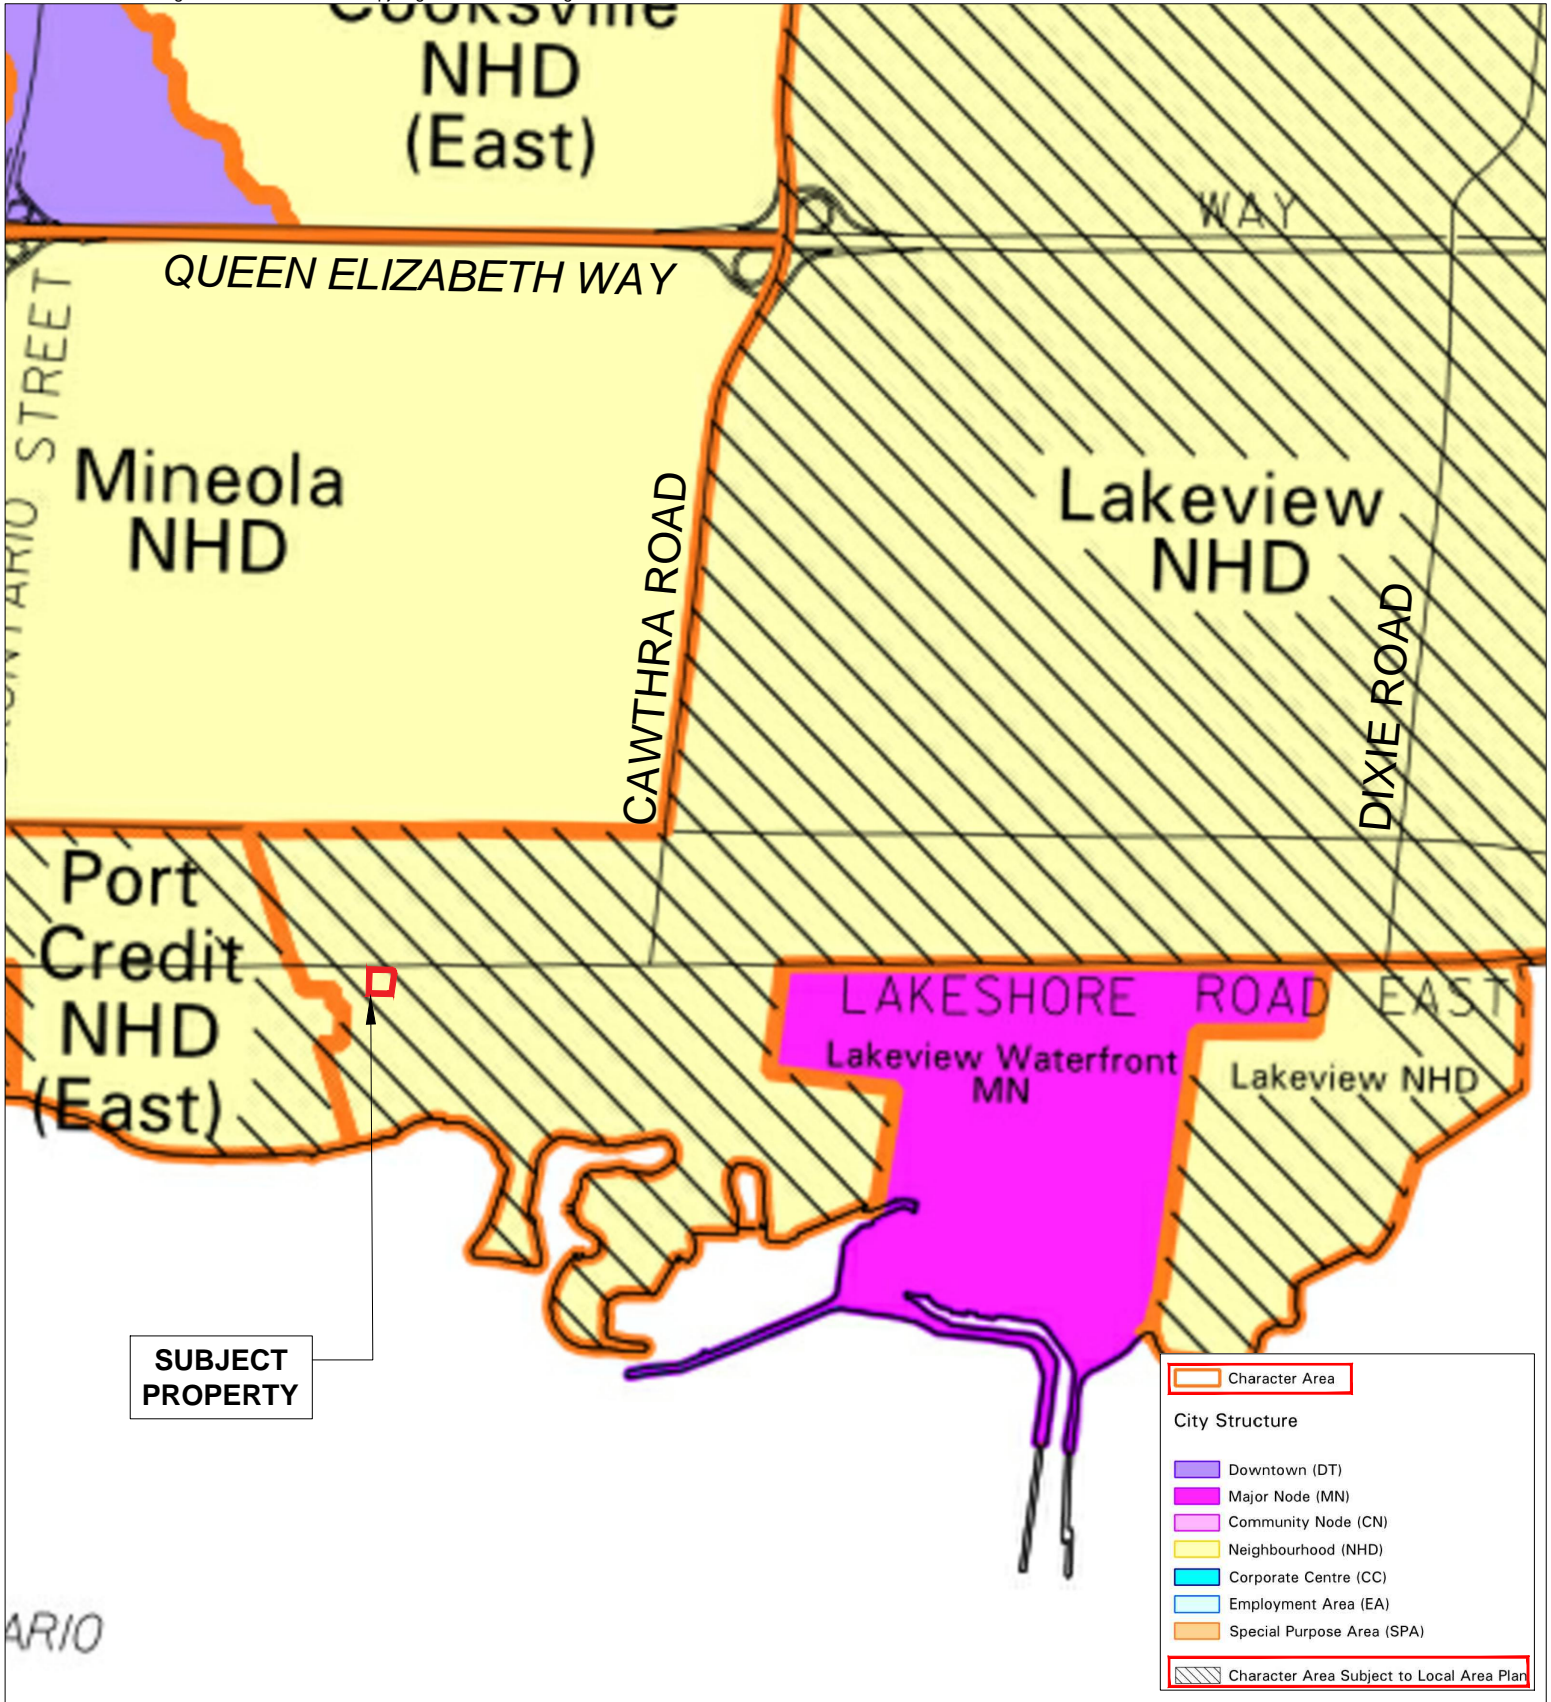 Cooksville
NHD
(East)
WAY
QUEEN ELIZABETH WAY
STREET
Mineola
NHD
CAWTHRA ROAD
Lakeview
NHD
DIXIE ROAD
Port
Credit
NHD
(East)
LAKESHORE ROAD EAST
Lakeview Waterfront
MN
Lakeview NHD
SUBJECT
PROPERTY
ARIO
Character Area
City Structure
Downtown (DT)
Major Node (MN)
Community Node (CN)
Neighbourhood (NHD)
Corporate Centre (CC)
Employment Area (EA)
Special Purpose Area (SPA)
Character Area Subject to Local Area Plan